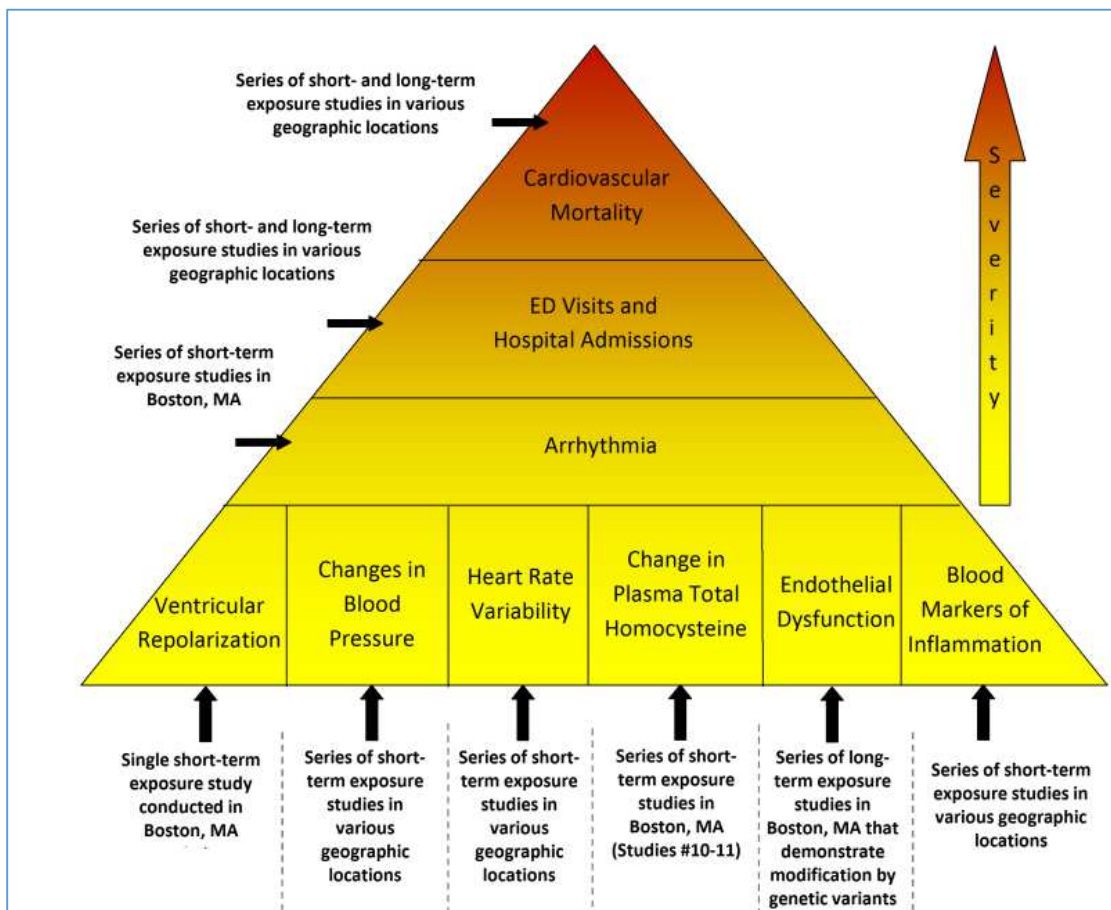 Series of short- and long-term
exposure studies in various
geographic locations
Cardiovascular
Mortality
Series of short- and long-term
exposure studies in various
geographic locations
ED Visits and
Hospital Admissions
Series of short-term
exposure studies in
Boston, MA
Arrhythmia
Severity
Ventricular
Repolarization
Changes in
Blood
Pressure
Heart Rate
Variability
Change in
Plasma Total
Homocysteine
Endothelial
Dysfunction
Blood
Markers of
Inflammation
Single short-term
exposure study
conducted in
Boston, MA
Series of short-
term exposure
studies in
various
geographic
locations
Series of short-
term exposure
studies in
various
geographic
locations
Series of short-
term exposure
studies in
Boston, MA
(Studies #10-11)
Series of long-
term exposure
studies in
Boston, MA that
demonstrate
modification by
genetic variants
Series of short-term
exposure studies in
various geographic
locations